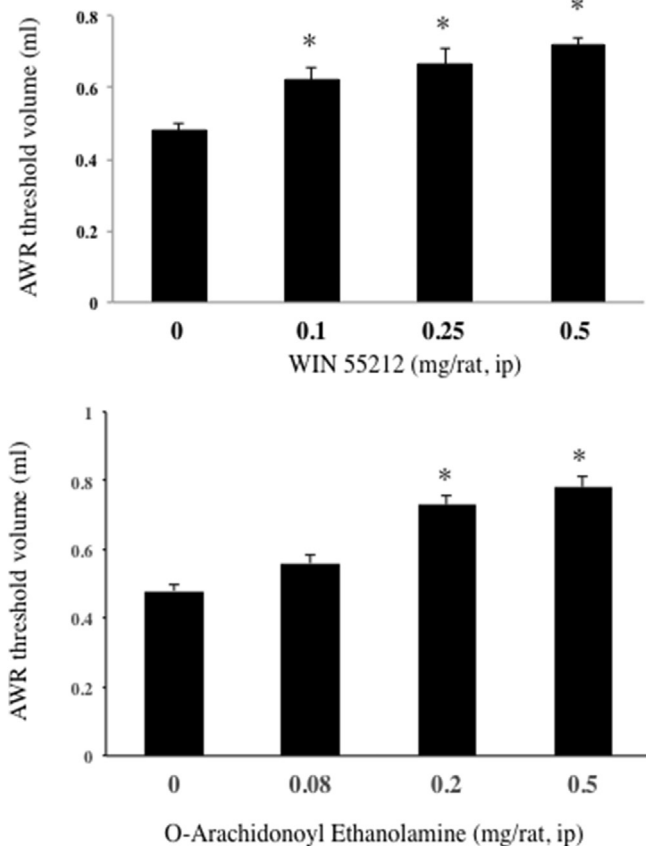 AWR threshold volume (ml)
0.8
0.6
0.4
0.2
0
* * *
0 0.1 0.25 0.5
WIN 55212 (mg/rat, ip)
AWR threshold volume (ml)
1
0.8
0.6
0.4
0.2
0
* *
0 0.08 0.2 0.5
O-Arachidonoyl Ethanolamine (mg/rat, ip)